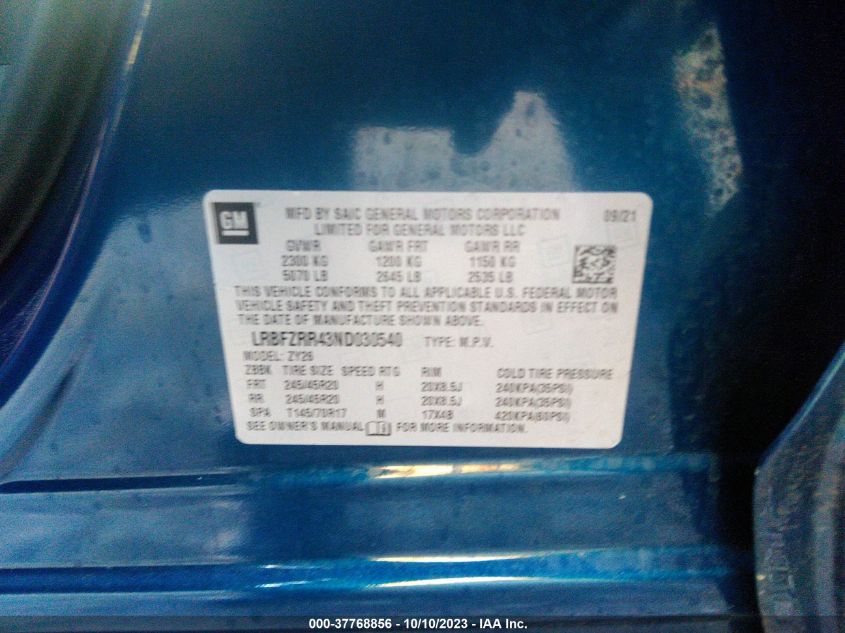 GM
MFD BY SAIC GENERAL MOTORS CORPORATION 09/21
LIMITED FOR GENERAL MOTORS LLC
GVWR GAWR FRT GAWR RR
2300 KG 1200 KG 1150 KG
5070 LB 2645 LB 2535 LB
THIS VEHICLE CONFORMS TO ALL APPLICABLE U.S. FEDERAL MOTOR
VEHICLE SAFETY AND THEFT PREVENTION STANDARDS IN EFFECT ON
THE DATE OF MANUFACTURE SHOWN ABOVE.
LRBFZRR43ND030540 TYPE: M.P.V.
MODEL: ZY26
ZBBK TIRE SIZE SPEED RTG RIM COLD TIRE PRESSURE
FRT 245/45R20 H 20X8.5J 240KPA(35PSI)
RR 245/45R20 H 20X8.5J 240KPA(35PSI)
SPA T145/70R17 M 17X4B 420KPA(60PSI)
SEE OWNER'S MANUAL FOR MORE INFORMATION.
000-37768856 - 10/10/2023 - IAA Inc.